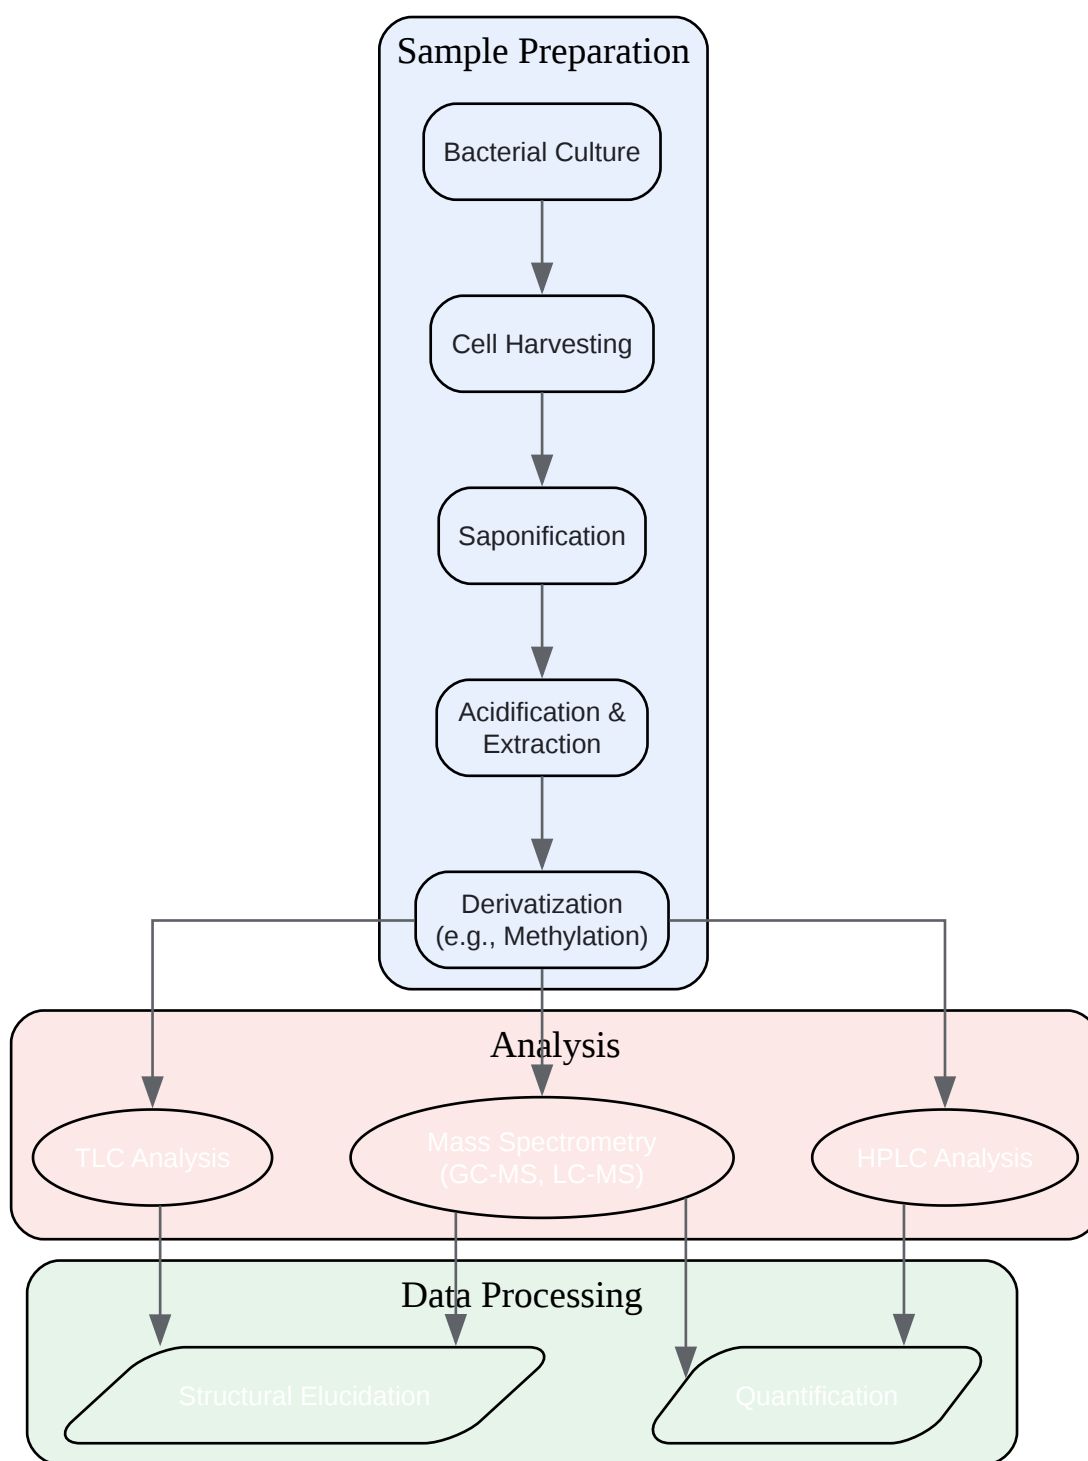 Sample Preparation
Bacterial Culture
Cell Harvesting
Saponification
Acidification &
Extraction
Derivatization
(e.g., Methylation)
Analysis
TLC Analysis
Mass Spectrometry
(GC-MS, LC-MS)
HPLC Analysis
Data Processing
Structural Elucidation
Quantification